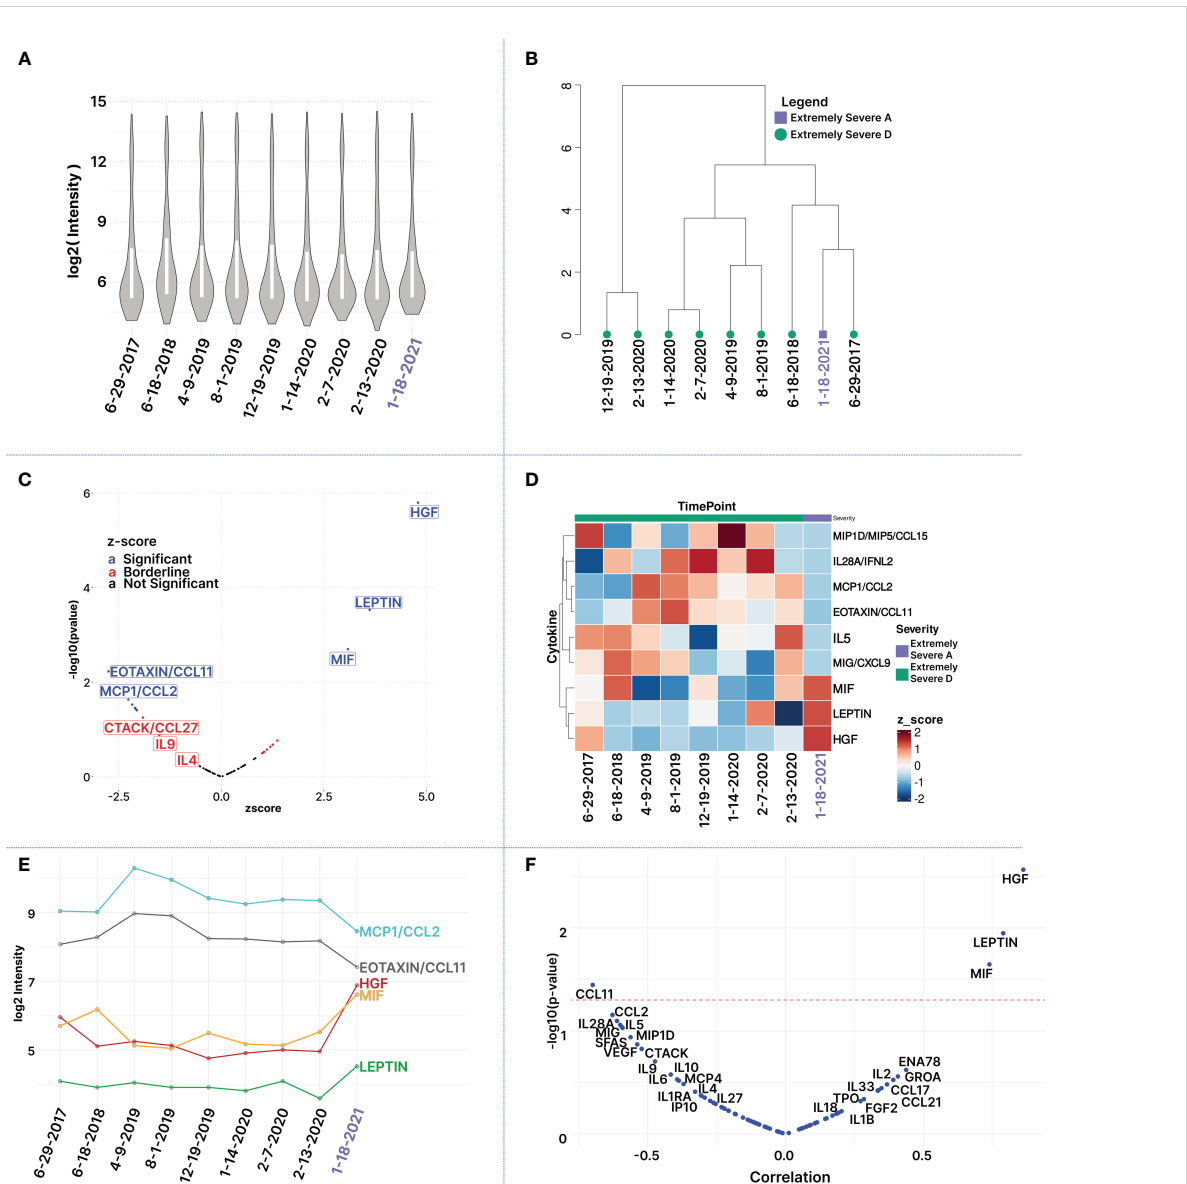 A
15
12
9
6
log2( Intensity )
6-29-2017
6-18-2018
4-9-2019
8-1-2019
12-19-2019
1-14-2020
2-7-2020
2-13-2020
1-18-2021
B
8
6
4
2
0
Legend
Extremely Severe A
Extremely Severe D
12-19-2019
2-13-2020
1-14-2020
2-7-2020
4-9-2019
8-1-2019
6-18-2018
1-18-2021
6-29-2017
C
6
4
2
0
-log10(pvalue)
z-score
a Significant
a Borderline
a Not Significant
HGF
LEPTIN
MIF
EOTAXIN/CCL11
MCP1/CCL2
CTACK/CCL27
IL9
IL4
-2.5
0.0
2.5
5.0
zscore
D
TimePoint
Severity
Cytokine
MIP1D/MIP5/CCL15
IL28A/IFNL2
MCP1/CCL2
EOTAXIN/CCL11
IL5
MIG/CXCL9
MIF
LEPTIN
HGF
6-29-2017
6-18-2018
4-9-2019
8-1-2019
12-19-2019
1-14-2020
2-7-2020
2-13-2020
1-18-2021
Severity
Extremely
Severe A
Extremely
Severe D
z_score
2
1
0
-1
-2
E
9
7
5
log2 Intensity
MCP1/CCL2
EOTAXIN/CCL11
HGF
MIF
LEPTIN
6-29-2017
6-18-2018
4-9-2019
8-1-2019
12-19-2019
1-14-2020
2-7-2020
2-13-2020
1-18-2021
F
2
1
0
-log10(p-value)
HGF
LEPTIN
MIF
CCL11
CCL2
IL28A
IL5
MIG
MIP1D
SFAS
VEGF
CTACK
IL9
IL10
IL6
MCP4
IL4
IL1RA
IL27
IP10
ENA78
IL2
GROA
IL33
CCL17
TPO
CCL21
IL18
FGF2
IL1B
-0.5
0.0
0.5
Correlation